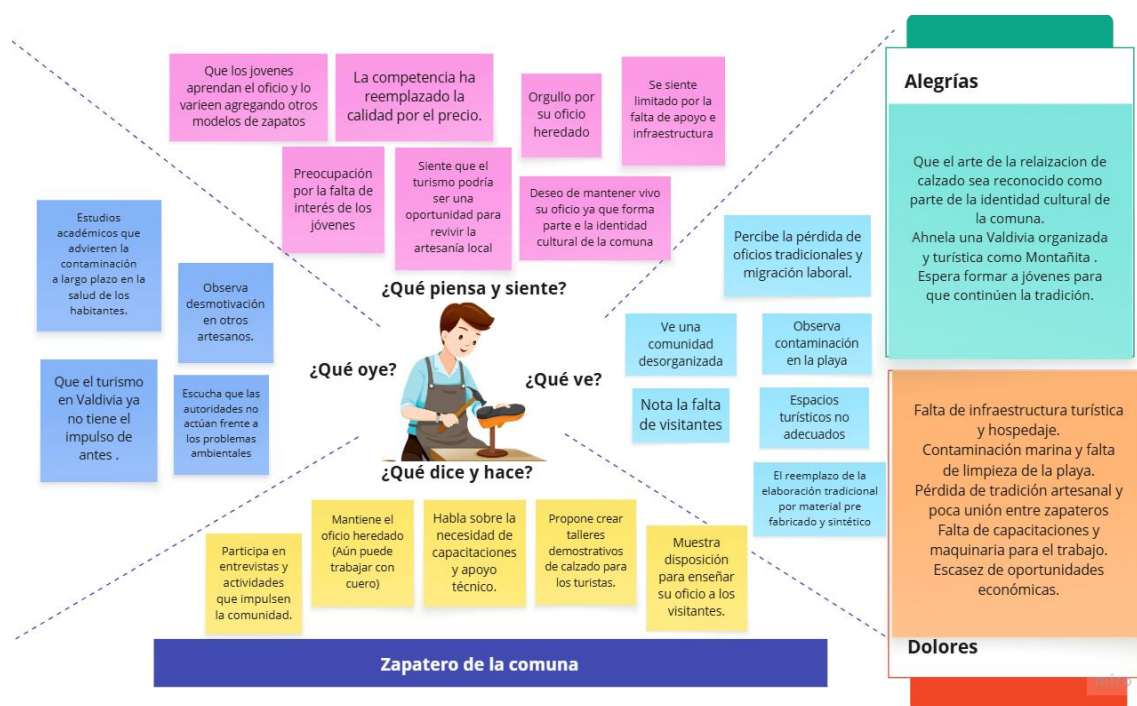 Que los jovenes
aprendan el oficio y lo
varieen agregando otros
modelos de zapatos
La competencia ha
reemplazado la
calidad por el precio.
Orgullo por
su oficio
heredado
Se siente
limitado por la
falta de apoyo e
infraestructura
Preocupación
por la falta de
interés de los
jóvenes
Siente que el
turismo podría
ser una
oportunidad para
revivir la
artesanía local
Deseo de mantener vivo
su oficio ya que forma
parte e la identidad
cultural de la comuna
¿Qué piensa y siente?
Estudios
académicos que
advierten la
contaminación
a largo plazo en la
salud de los
habitantes.
Observa
desmotivación
en otros
artesanos.
Que el turismo
en Valdivia ya
no tiene el
impulso de
antes .
Escucha que las
autoridades no
actúan frente a
los problemas
ambientales
¿Qué oye?
¿Qué ve?
Percibe la pérdida de
oficios tradicionales y
migración laboral.
Ve una
comunidad
desorganizada
Observa
contaminación
en la playa
Nota la falta
de visitantes
Espacios
turísticos no
adecuados
El reemplazo de la
elaboración tradicional
por material pre
fabricado y sintético
¿Qué dice y hace?
Participa en
entrevistas y
actividades
que impulsen
la comunidad.
Mantiene el
oficio heredado
(Aún puede
trabajar con
cuero)
Habla sobre la
necesidad de
capacitaciones
y apoyo
técnico.
Propone crear
talleres
demostrativos
de calzado para
los turistas.
Muestra
disposición
para enseñar
su oficio a los
visitantes.
Zapatero de la comuna
Alegrías
Que el arte de la relaizacion de
calzado sea reconocido como
parte de la identidad cultural de
la comuna.
Ahnela una Valdivia organizada
y turística como Montañita .
Espera formar a jóvenes para
que continúen la tradición.
Falta de infraestructura turística
y hospedaje.
Contaminación marina y falta
de limpieza de la playa.
Pérdida de tradición artesanal y
poca unión entre zapateros
Falta de capacitaciones y
maquinaria para el trabajo.
Escasez de oportunidades
económicas.
Dolores
miro